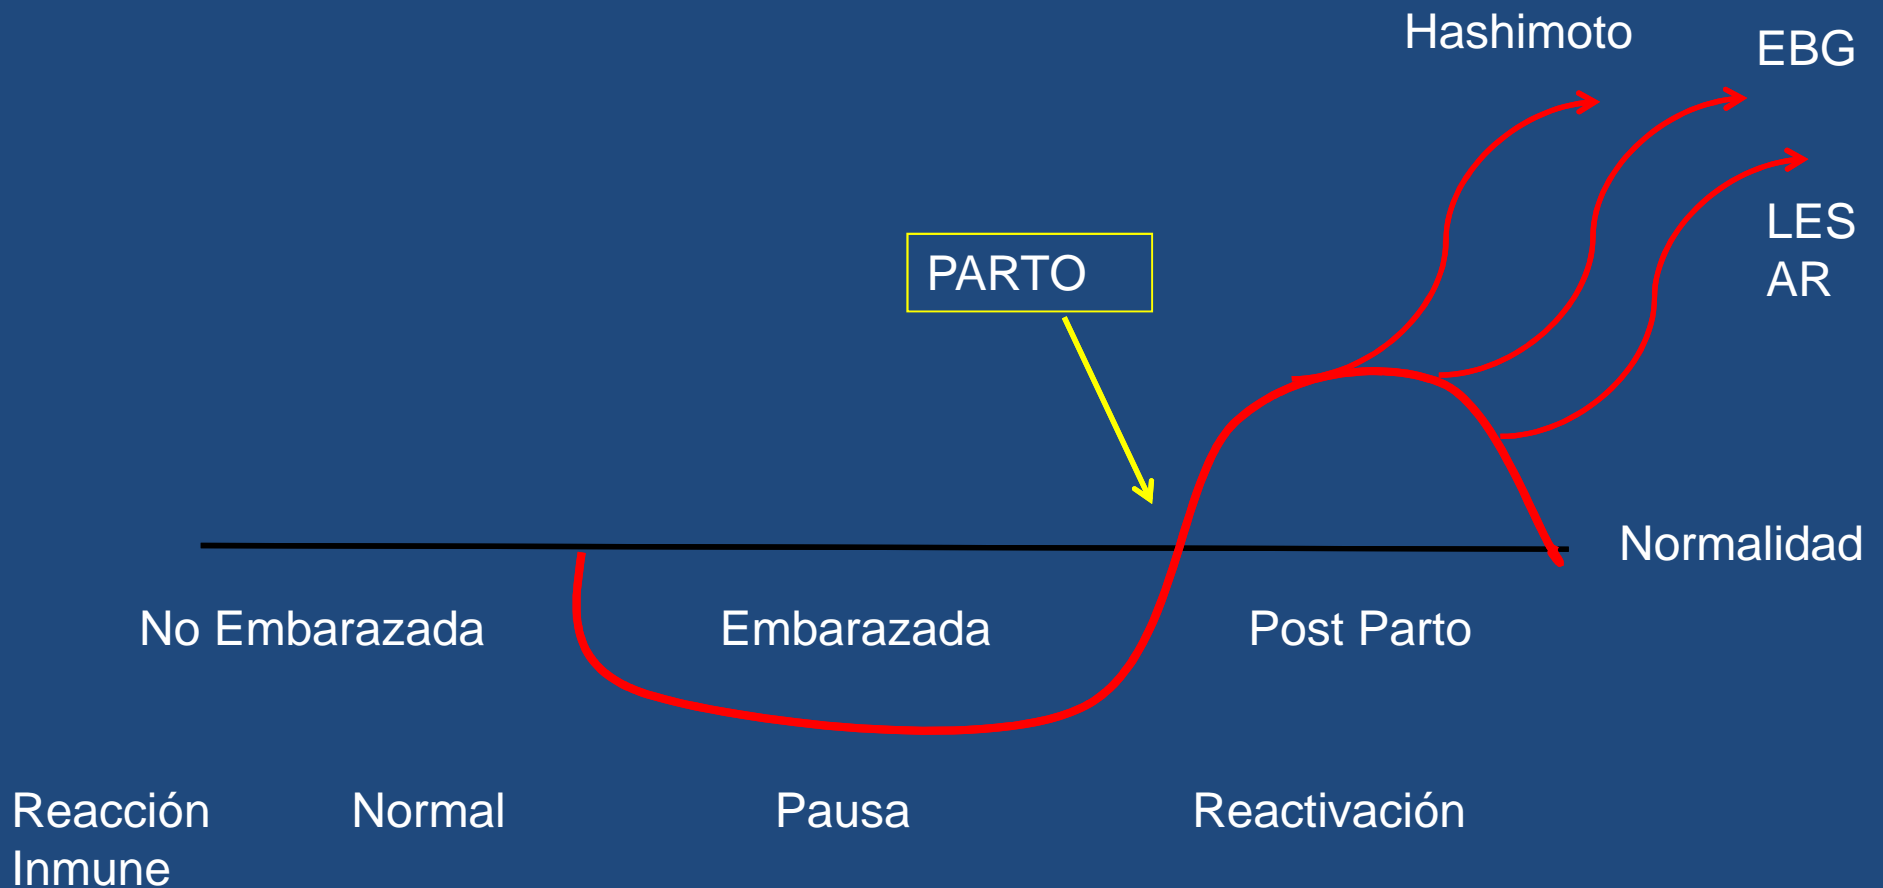 Hashimoto
EBG
LES
AR
PARTO
Normalidad
No Embarazada
Embarazada
Post Parto
Reacción
Inmune
Normal
Pausa
Reactivación